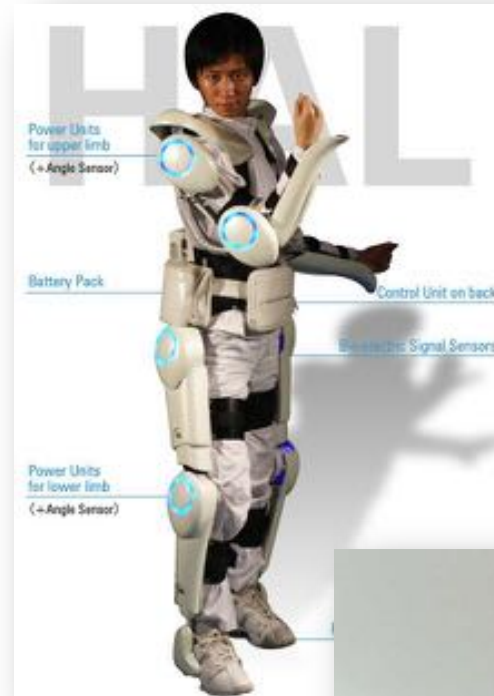 HAL
Power Units
for upper limb
(+Angle Sensor)
Battery Pack
Control Unit on back
Bio-electric Signal Sensors
Power Units
for lower limb
(+Angle Sensor)